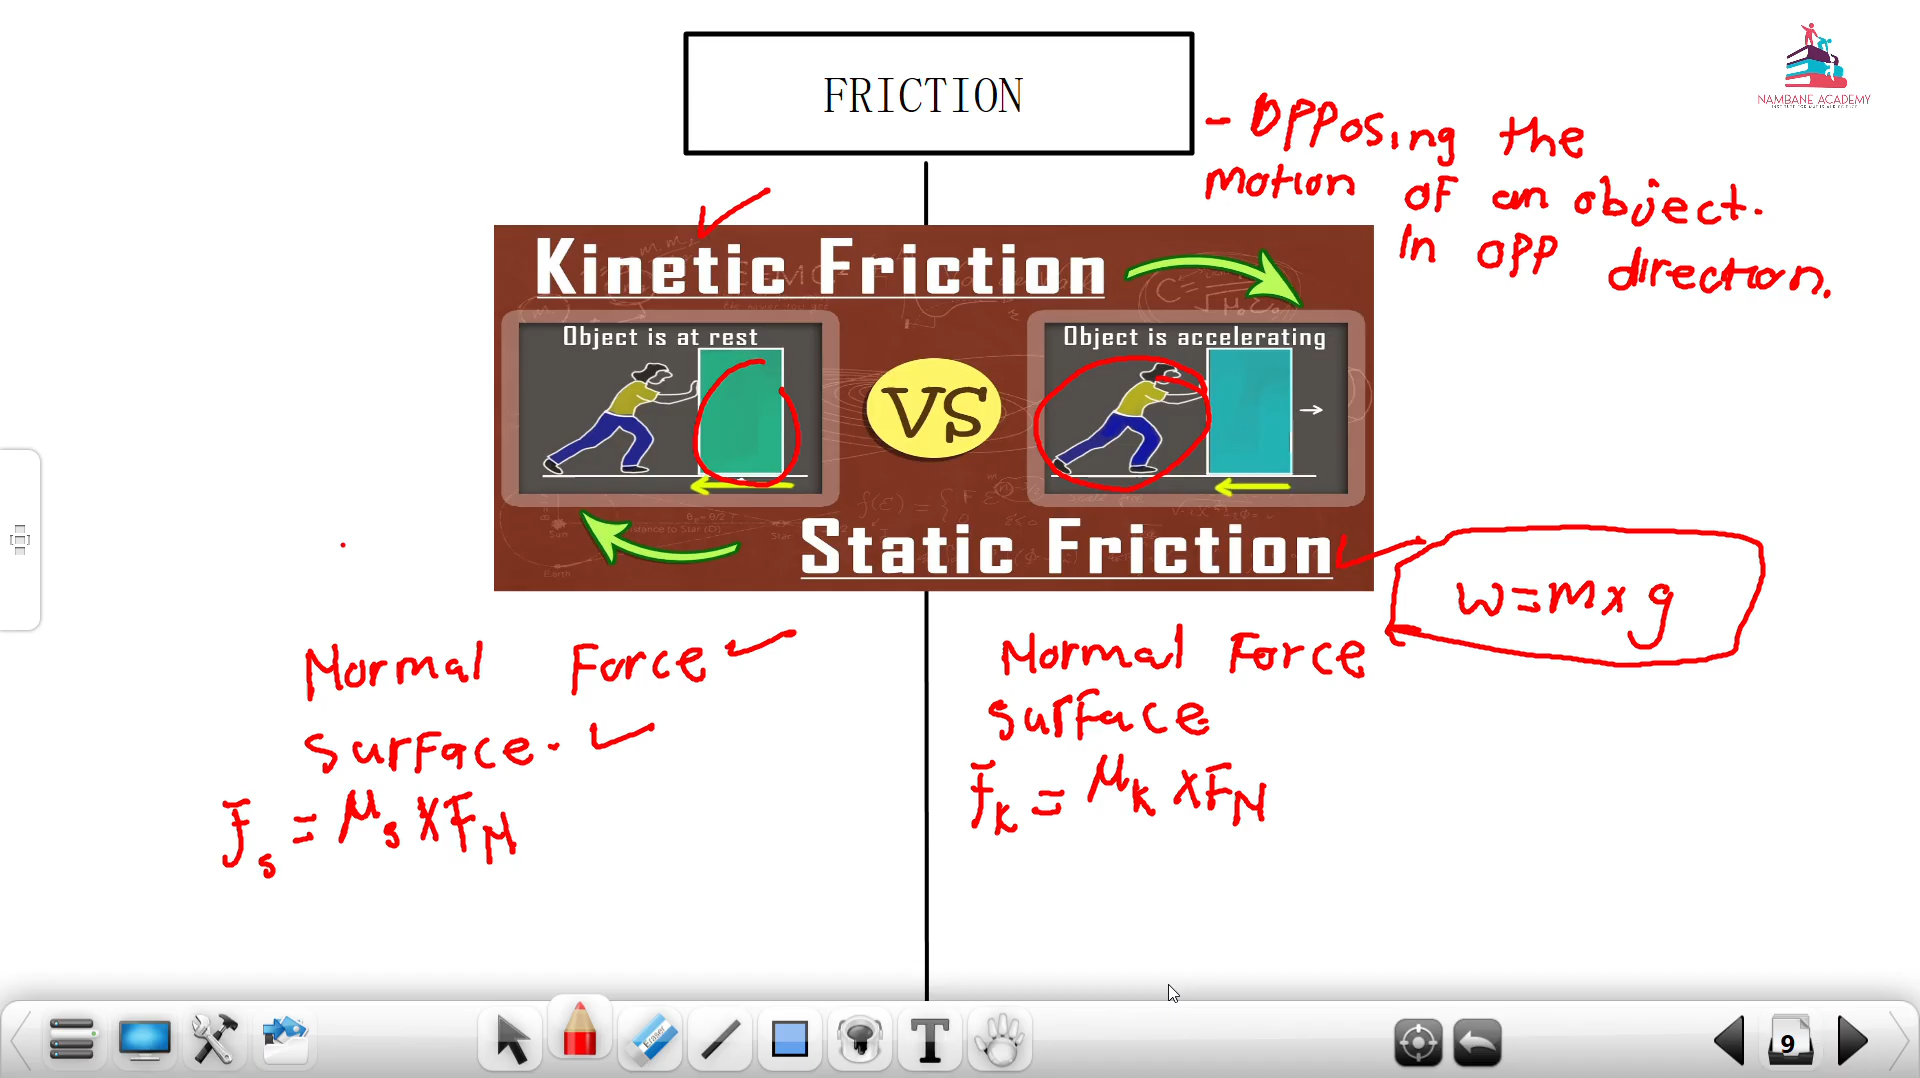 FRICTION
NAMBANE ACADEMY
- Opposing the
motion of an object.
In opp direction.
Kinetic Friction
Object is at rest
VS
Object is accelerating
Static Friction
w=m×g
Normal Force
Surface.
fs = μs × FN
Normal Force
Surface
fk = μk × FN
Eraser
T
9